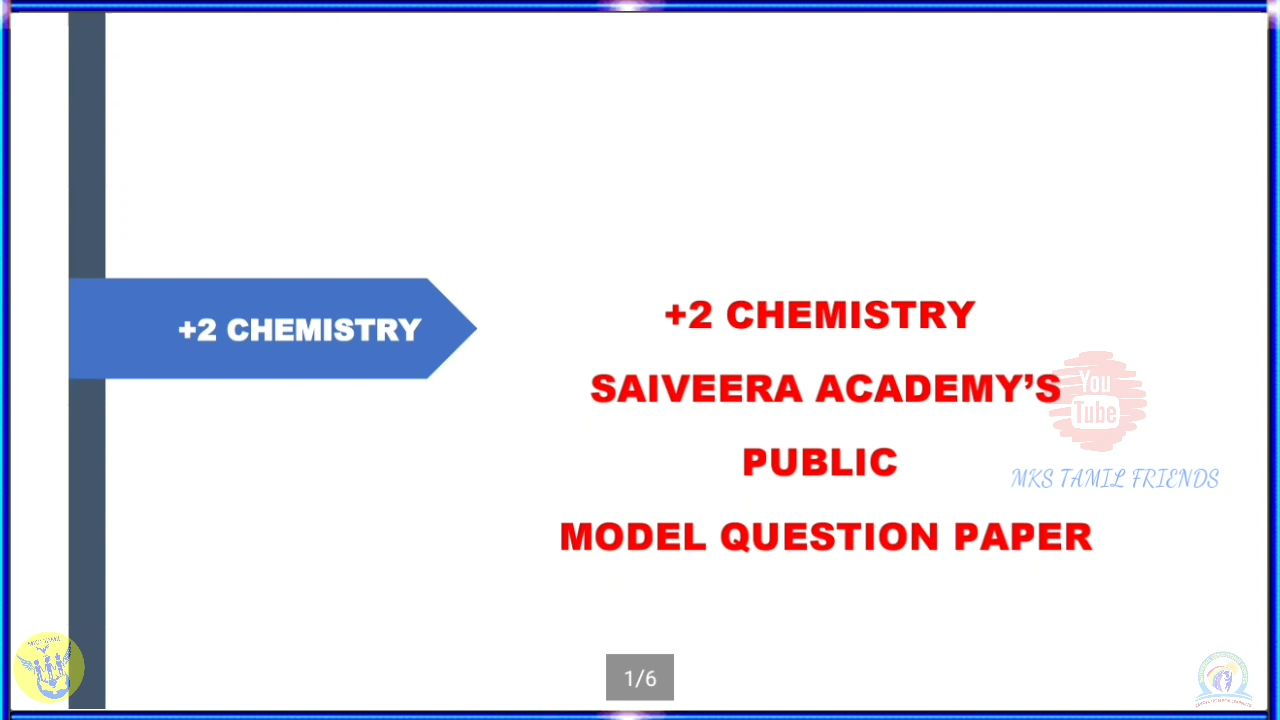 +2 CHEMISTRY
+2 CHEMISTRY
SAIVEERA ACADEMY’S
PUBLIC
MODEL QUESTION PAPER
You
Tube
MKS TAMIL FRIENDS
1/6